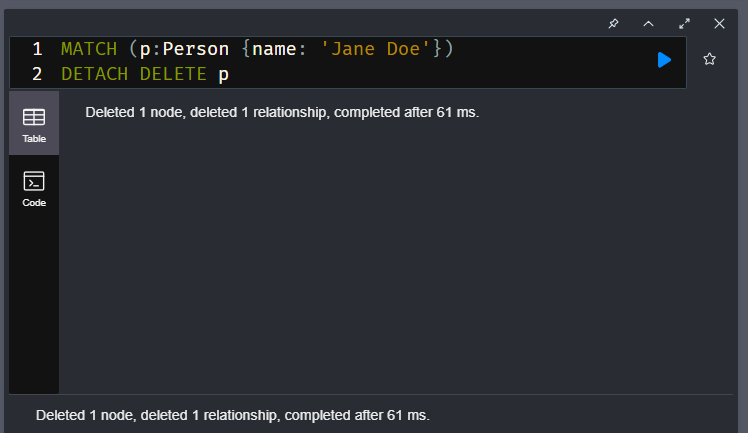 1 MATCH (p:Person {name: 'Jane Doe'})
2 DETACH DELETE p
Table
Deleted 1 node, deleted 1 relationship, completed after 61 ms.
Code
Deleted 1 node, deleted 1 relationship, completed after 61 ms.